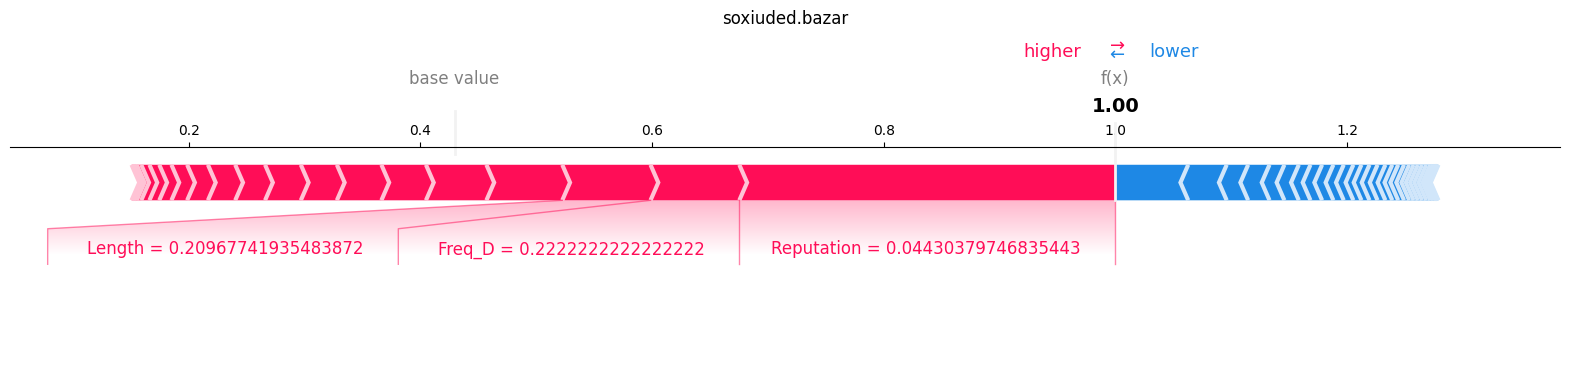 soxiuded.bazar
higher ⇄ lower
base value f(x)
1.00
0.2 0.4 0.6 0.8 1.0 1.2
Length = 0.20967741935483872 Freq_D = 0.2222222222222222 Reputation = 0.04430379746835443